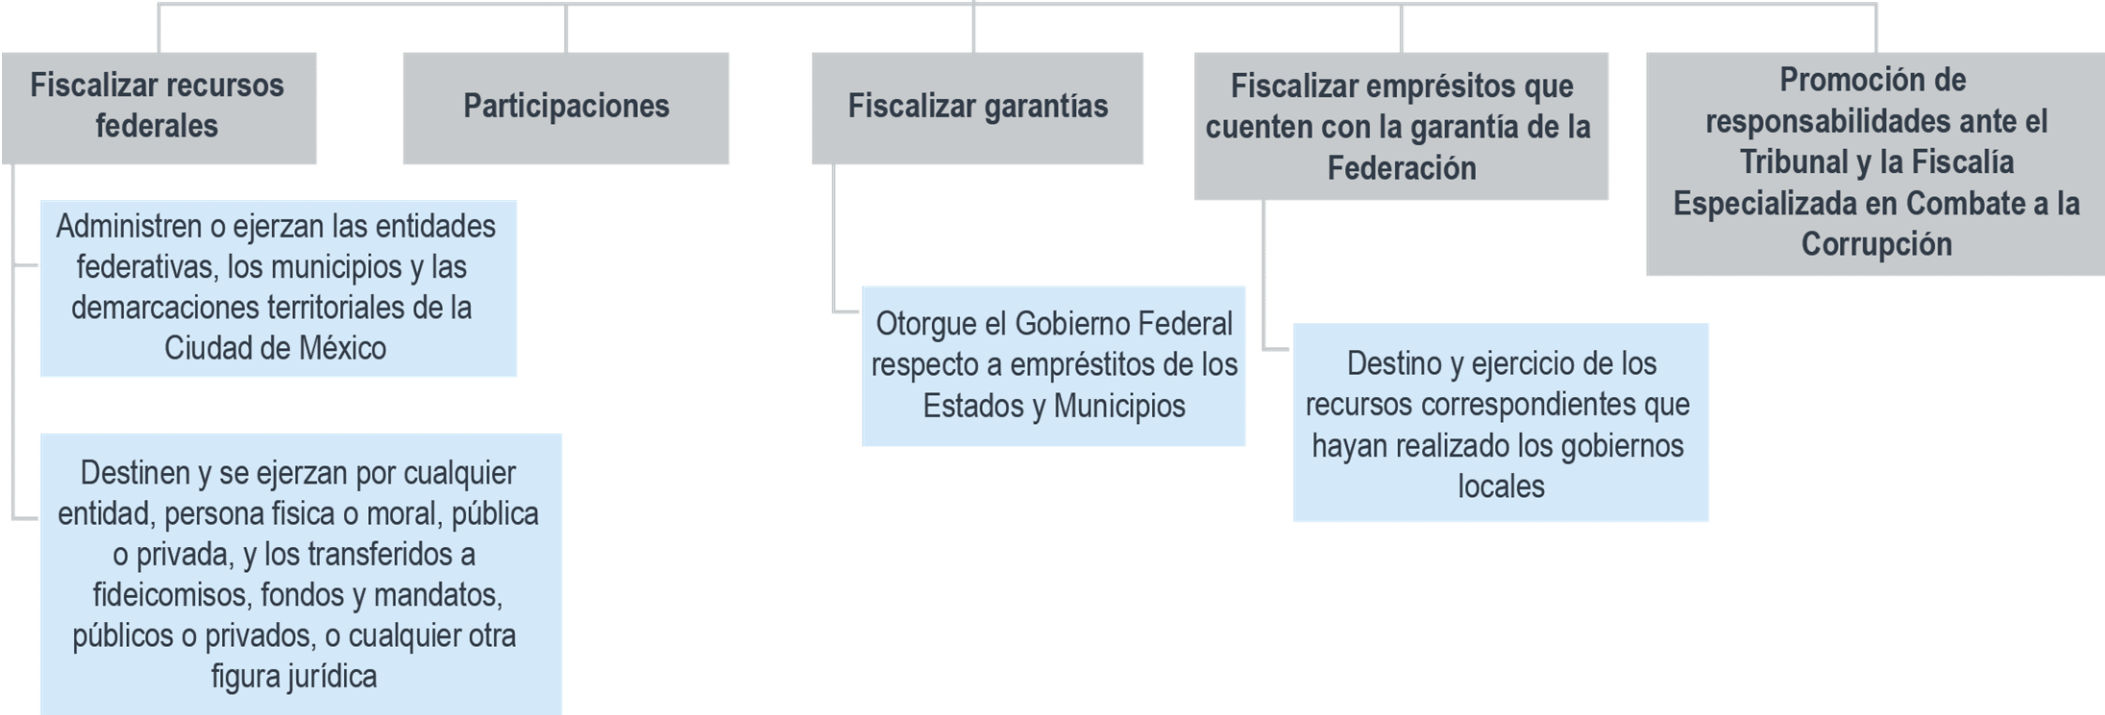 Fiscalizar recursos
federales
Administren o ejerzan las entidades
federativas, los municipios y las
demarcaciones territoriales de la
Ciudad de México
Destinen y se ejerzan por cualquier
entidad, persona fisica o moral, pública
o privada, y los transferidos a
fideicomisos, fondos y mandatos,
públicos o privados, o cualquier otra
figura jurídica
Participaciones
Fiscalizar garantías
Otorgue el Gobierno Federal
respecto a empréstitos de los
Estados y Municipios
Fiscalizar emprésitos que
cuenten con la garantía de la
Federación
Destino y ejercicio de los
recursos correspondientes que
hayan realizado los gobiernos
locales
Promoción de
responsabilidades ante el
Tribunal y la Fiscalía
Especializada en Combate a la
Corrupción